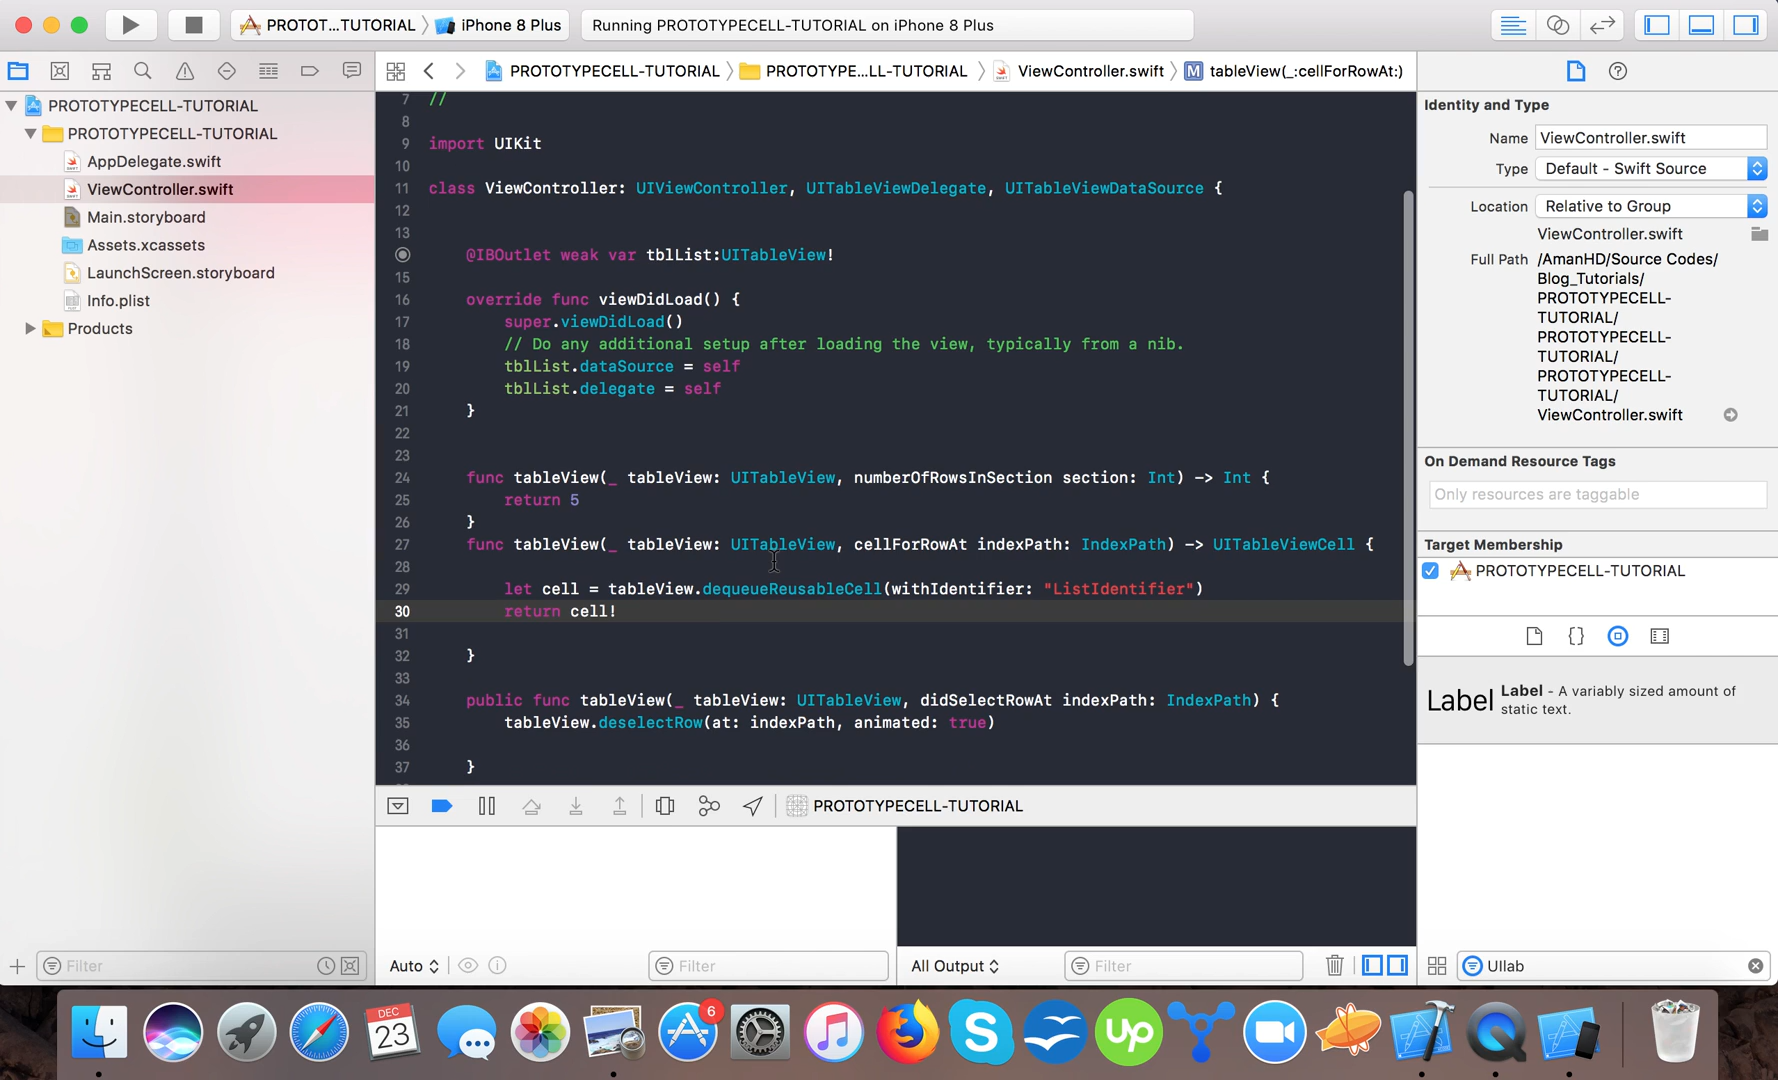 PROTOT...TUTORIAL 〉 iPhone 8 Plus
Running PROTOTYPECELL-TUTORIAL on iPhone 8 Plus
PROTOTYPECELL-TUTORIAL 〉 PROTOTYPE...LL-TUTORIAL 〉 ViewController.swift 〉 M tableView(_:cellForRowAt:)
PROTOTYPECELL-TUTORIAL
PROTOTYPECELL-TUTORIAL
AppDelegate.swift
ViewController.swift
Main.storyboard
Assets.xcassets
LaunchScreen.storyboard
Info.plist
Products
Filter
7 //
8
9 import UIKit
10
11 class ViewController: UIViewController, UITableViewDelegate, UITableViewDataSource {
12
13
@IBOutlet weak var tblList:UITableView!
15
16 override func viewDidLoad() {
17 super.viewDidLoad()
18 // Do any additional setup after loading the view, typically from a nib.
19 tblList.dataSource = self
20 tblList.delegate = self
21 }
22
23
24 func tableView(_ tableView: UITableView, numberOfRowsInSection section: Int) -> Int {
25 return 5
26 }
27 func tableView(_ tableView: UITableView, cellForRowAt indexPath: IndexPath) -> UITableViewCell {
28
29 let cell = tableView.dequeueReusableCell(withIdentifier: "ListIdentifier")
30 return cell!
31
32 }
33
34 public func tableView(_ tableView: UITableView, didSelectRowAt indexPath: IndexPath) {
35 tableView.deselectRow(at: indexPath, animated: true)
36
37 }
PROTOTYPECELL-TUTORIAL
Auto
Filter
All Output
Filter
Identity and Type
Name ViewController.swift
Type Default - Swift Source
Location Relative to Group
ViewController.swift
Full Path /AmanHD/Source Codes/
Blog_Tutorials/
PROTOTYPECELL-
TUTORIAL/
PROTOTYPECELL-
TUTORIAL/
PROTOTYPECELL-
TUTORIAL/
ViewController.swift
On Demand Resource Tags
Only resources are taggable
Target Membership
PROTOTYPECELL-TUTORIAL
{}
Label
Label - A variably sized amount of
static text.
UIlab
DEC
23
6
S
up